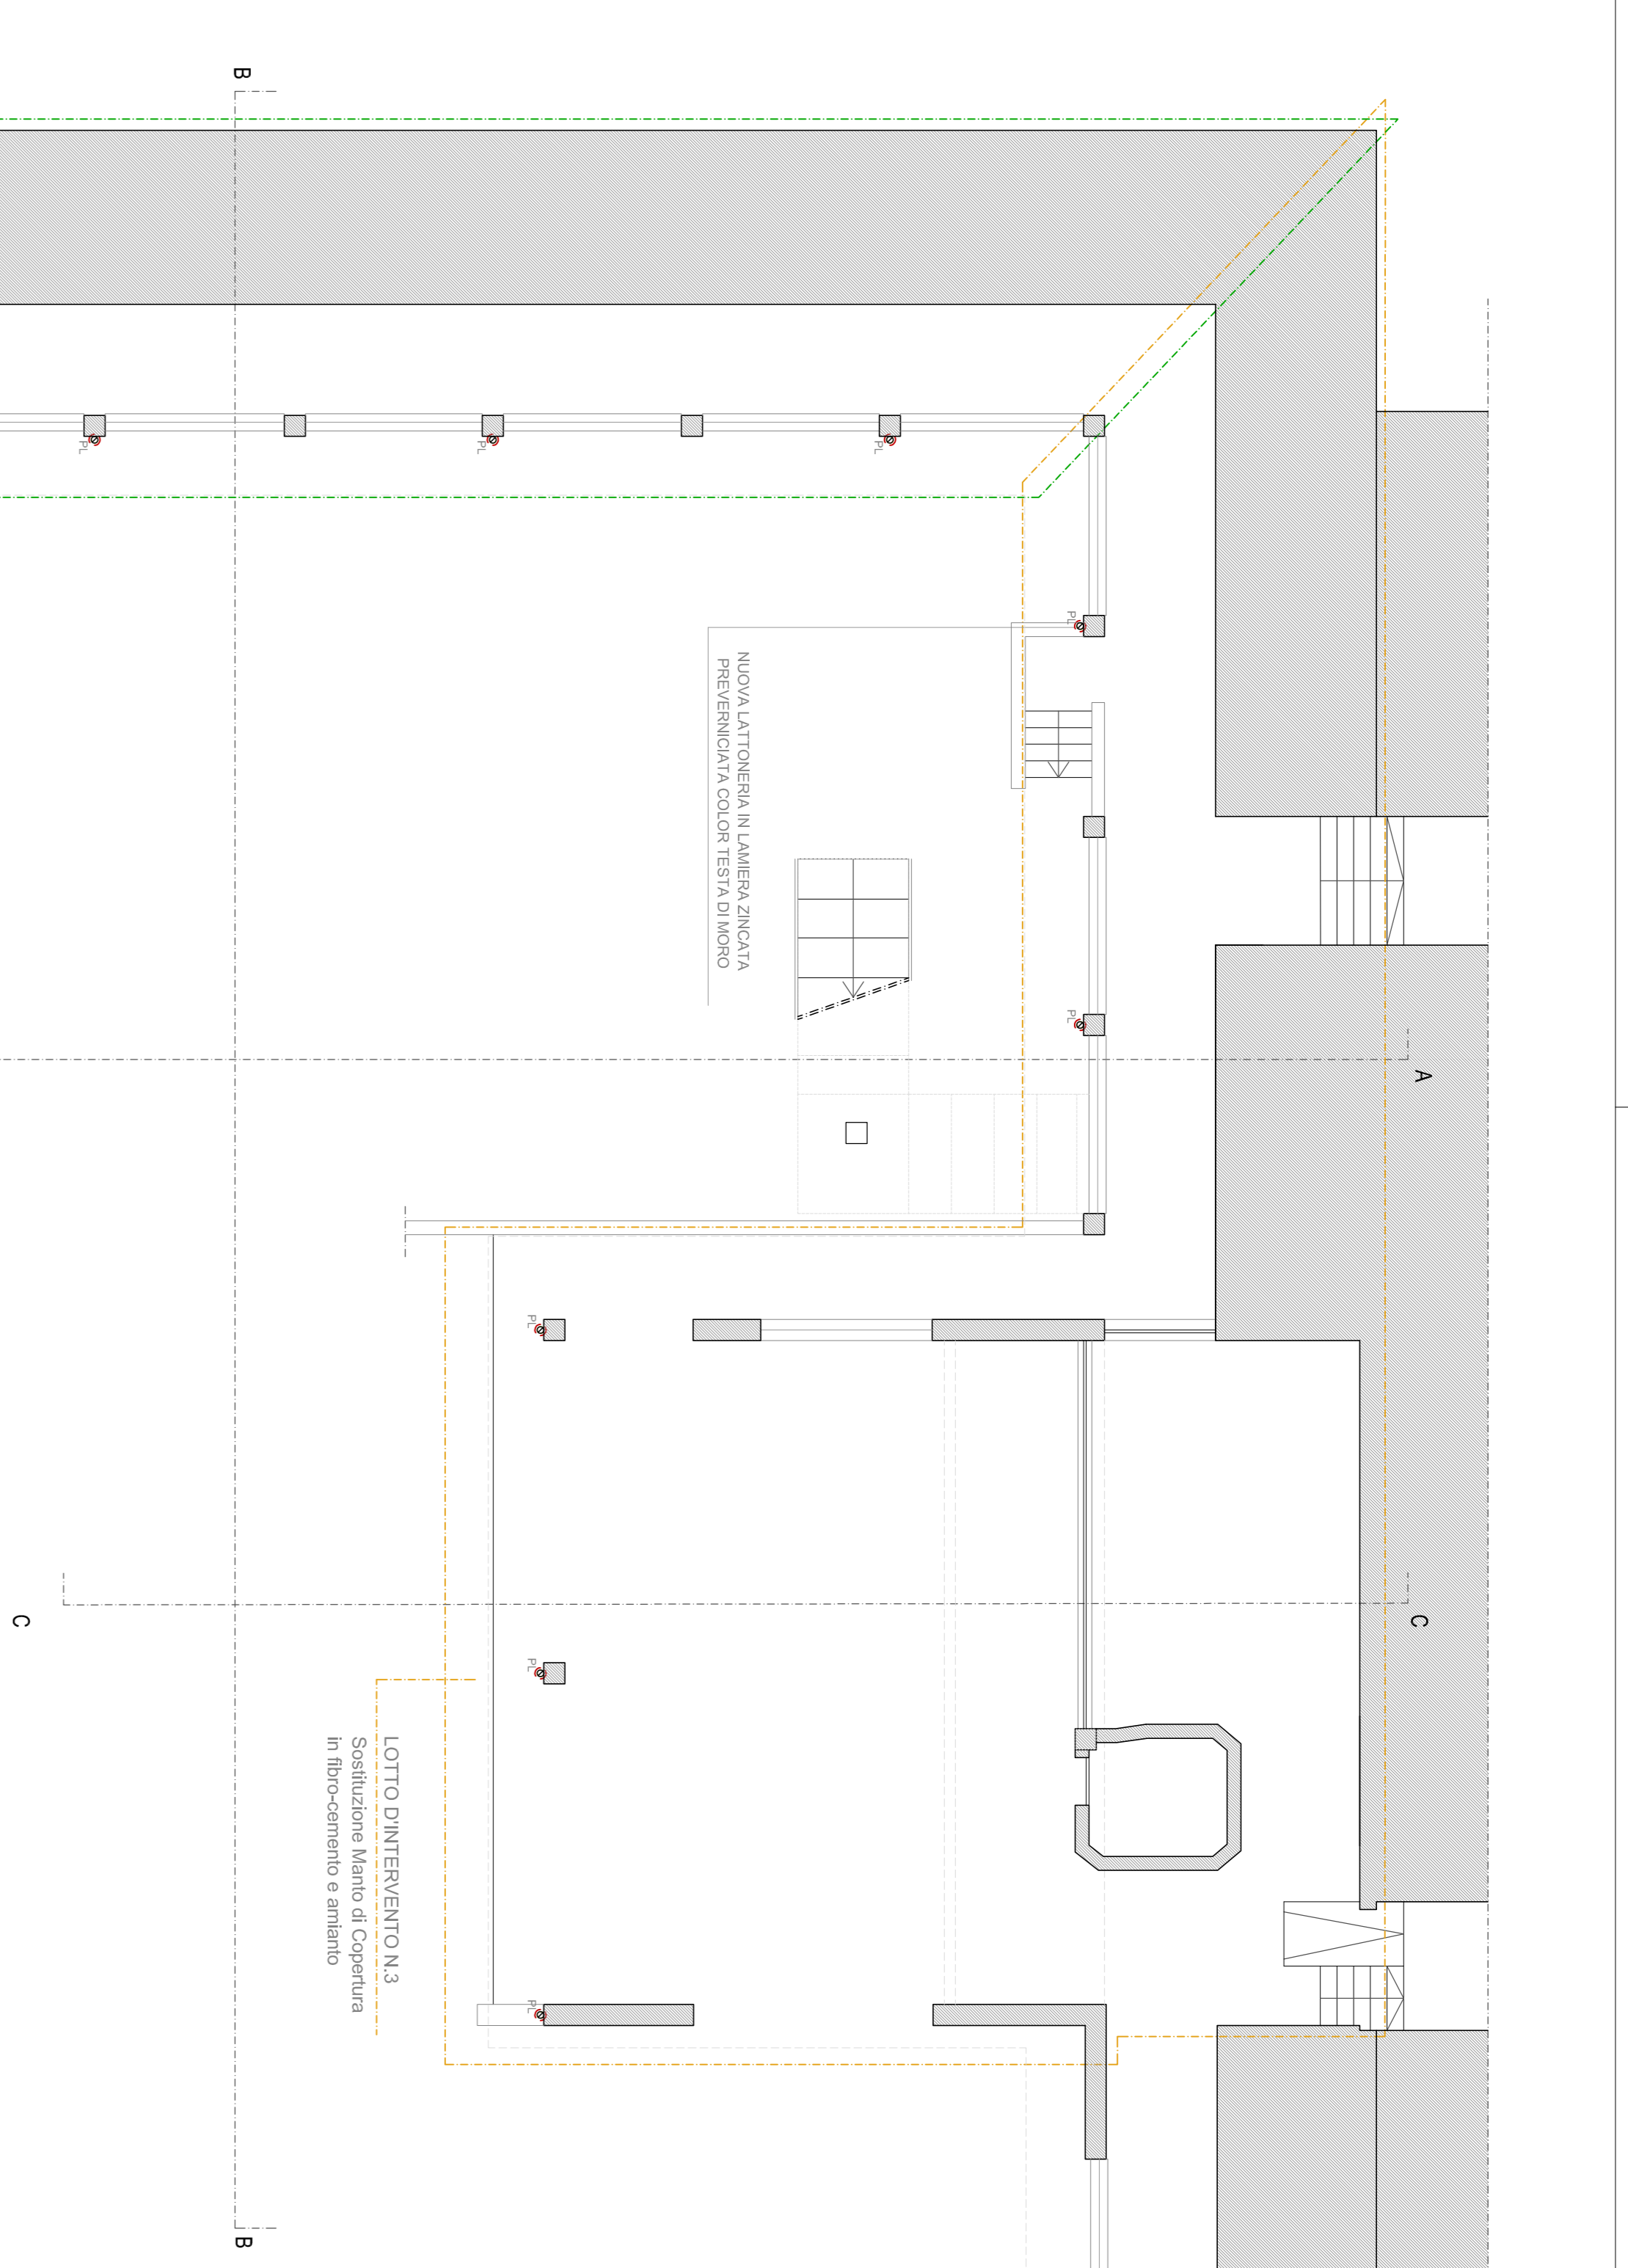 A
C
C
B
B
PL
PL
PL
PL
PL
PL
PL
PL
NUOVA LATTONERIA IN LAMIERA ZINCATA
PREVERNICIATA COLOR TESTA DI MORO
LOTTO D'INTERVENTO N.3
Sostituzione Manto di Copertura
in fibro-cemento e amianto